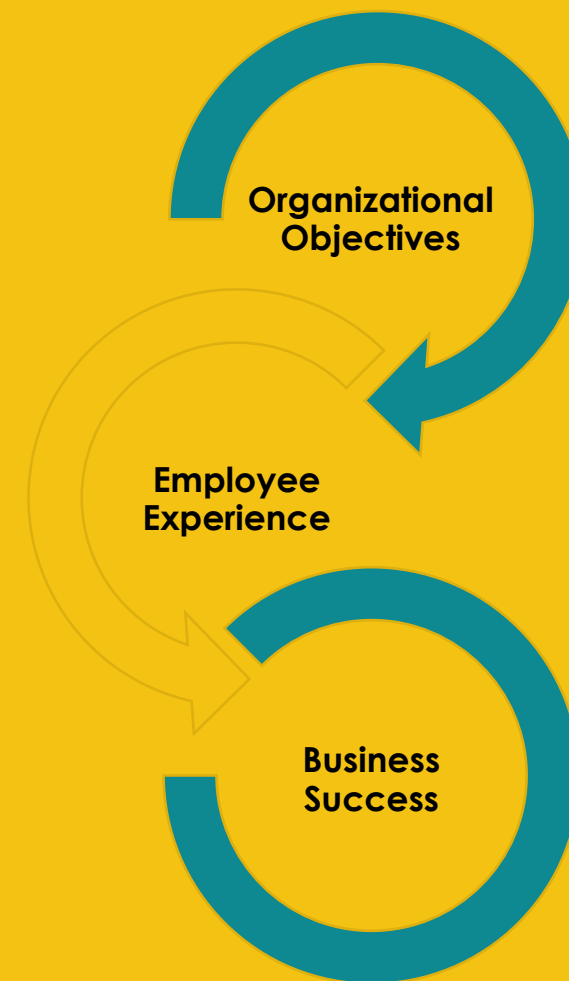 Organizational
Objectives
Employee
Experience
Business
Success